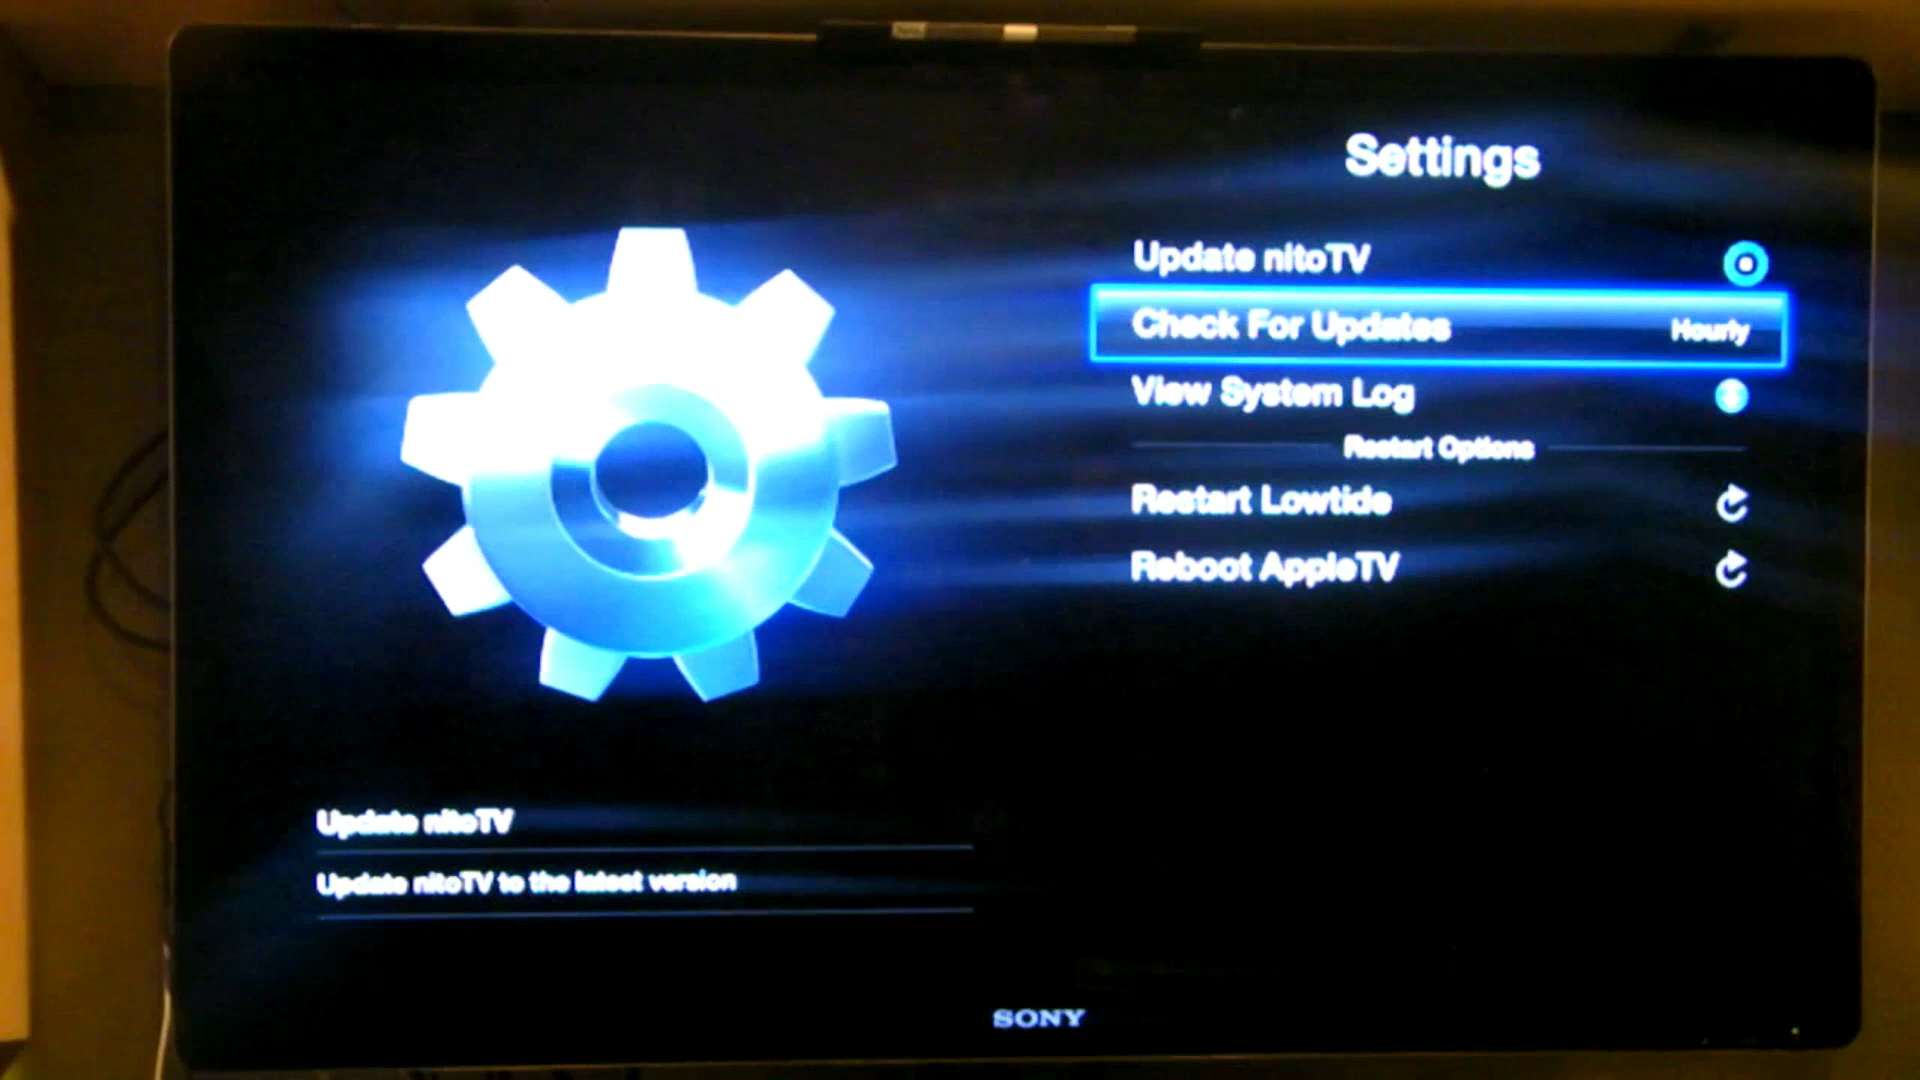 Settings
Update nitoTV
Check For Updates Hourly
View System Log
Restart Options
Restart Lowtide
Reboot AppleTV
Update nitoTV
Update nitoTV to the latest version
SONY